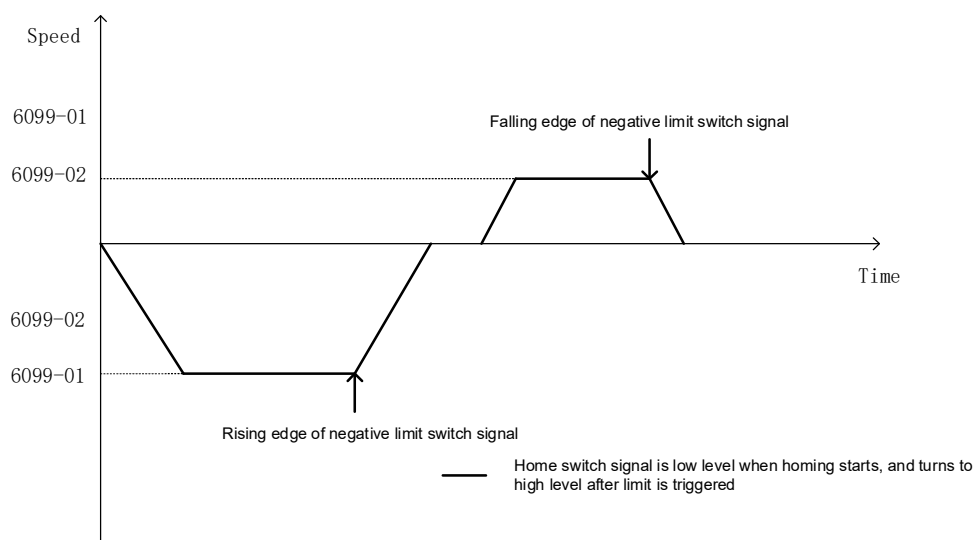 Speed
6099-01
Falling edge of negative limit switch signal
6099-02
Time
6099-02
6099-01
Rising edge of negative limit switch signal
Home switch signal is low level when homing starts, and turns to
high level after limit is triggered